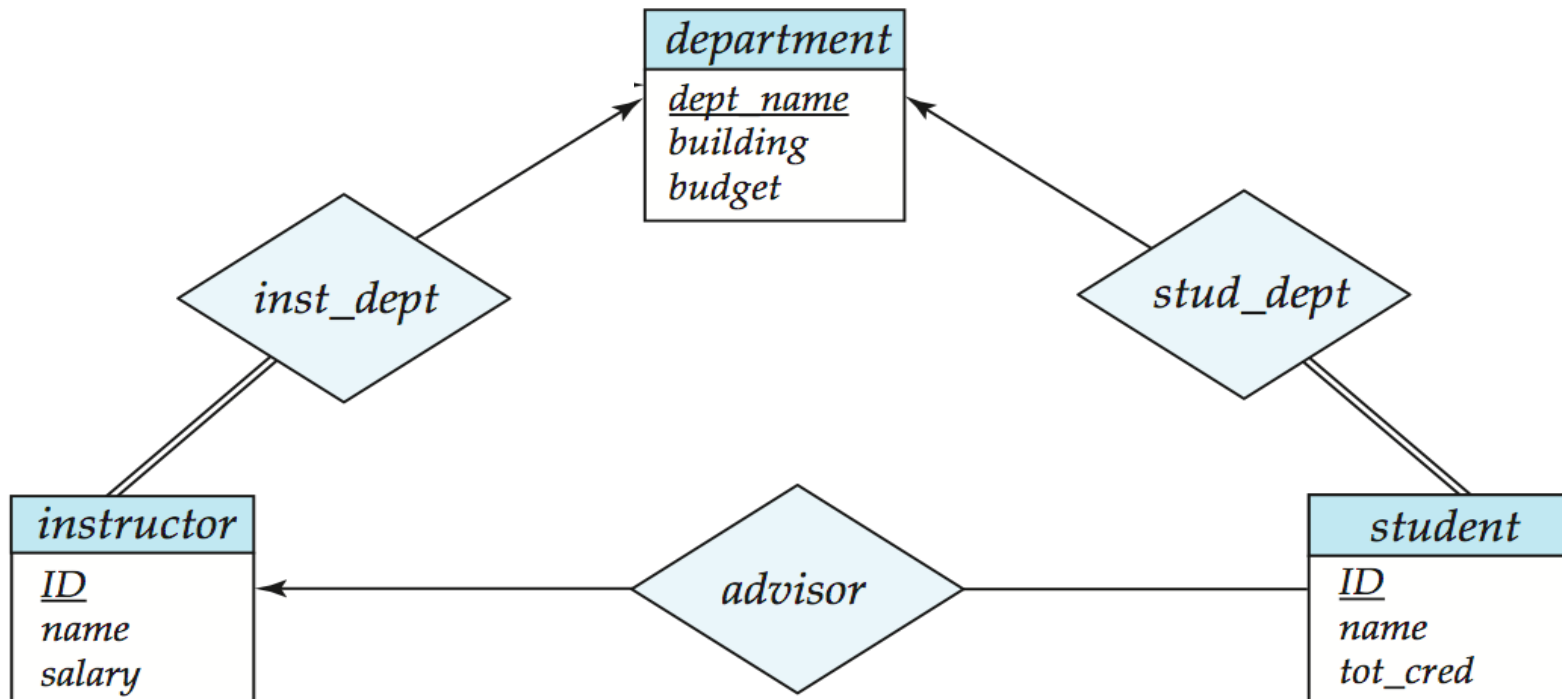 department
dept_name
building
budget
inst_dept
stud_dept
instructor
ID
name
salary
advisor
student
ID
name
tot_cred